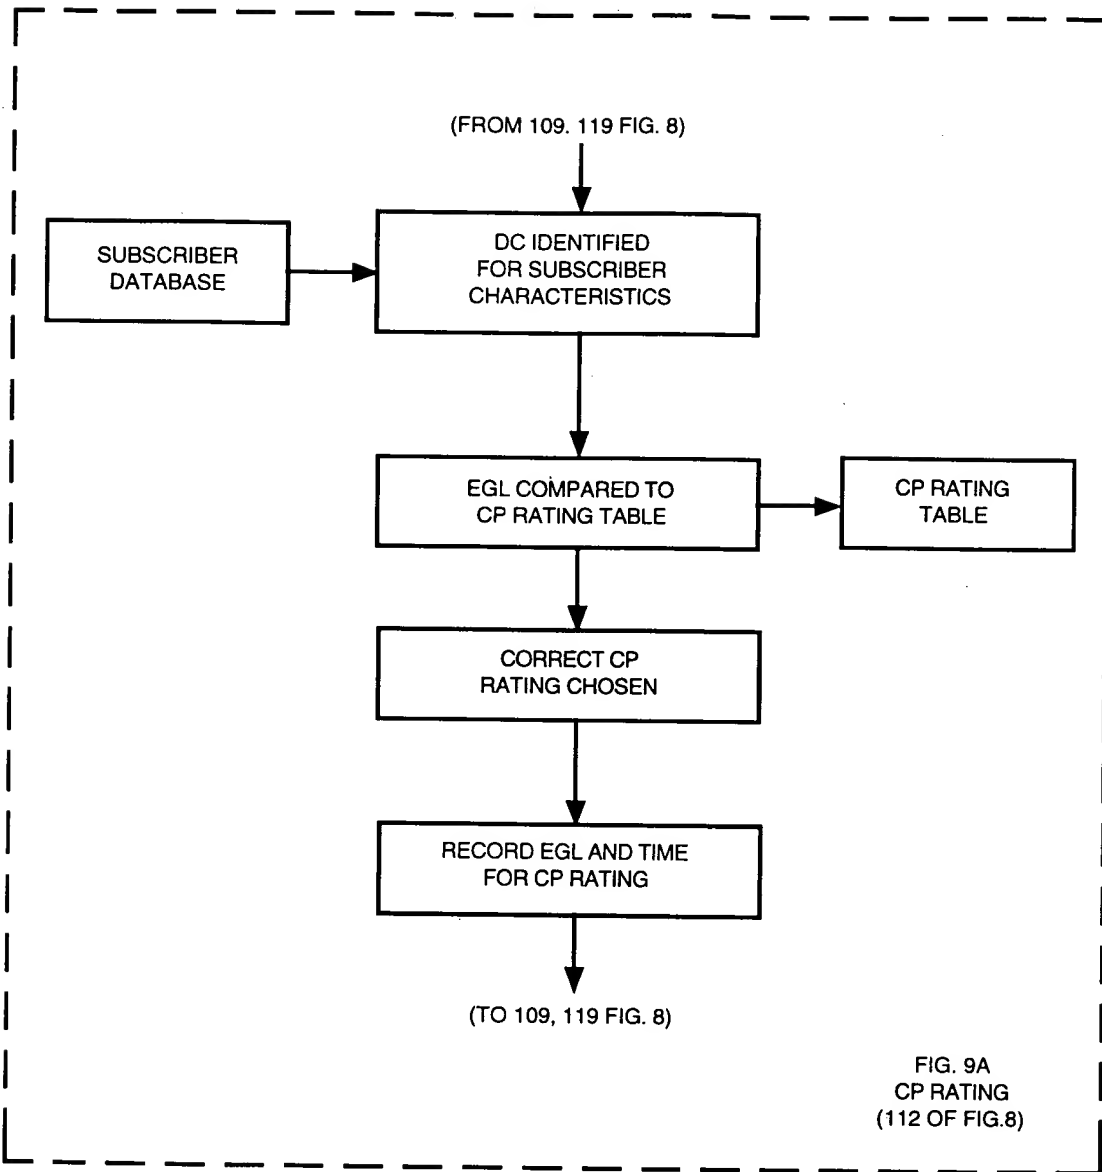 (FROM 109. 119 FIG. 8)
SUBSCRIBER
DATABASE
DC IDENTIFIED
FOR SUBSCRIBER
CHARACTERISTICS
EGL COMPARED TO
CP RATING TABLE
CP RATING
TABLE
CORRECT CP
RATING CHOSEN
RECORD EGL AND TIME
FOR CP RATING
(TO 109, 119 FIG. 8)
FIG. 9A
CP RATING
(112 OF FIG.8)